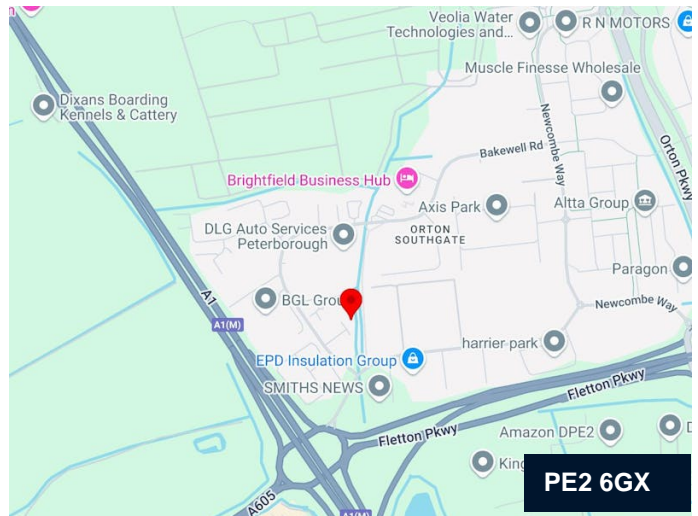 Veolia Water
Technologies and...
R N MOTORS
Muscle Finesse Wholesale
Dixans Boarding
Kennels & Cattery
Newcombe Way
Orton Pkwy
Bakewell Rd
Brightfield Business Hub
Axis Park
Altta Group
DLG Auto Services
Peterborough
ORTON
SOUTHGATE
Paragon
A1
BGL Group
Newcombe Way
A1(M)
harrier park
EPD Insulation Group
SMITHS NEWS
Fletton Pkwy
Fletton Pkwy
Amazon DPE2
King
A605
PE2 6GX
A1(M)